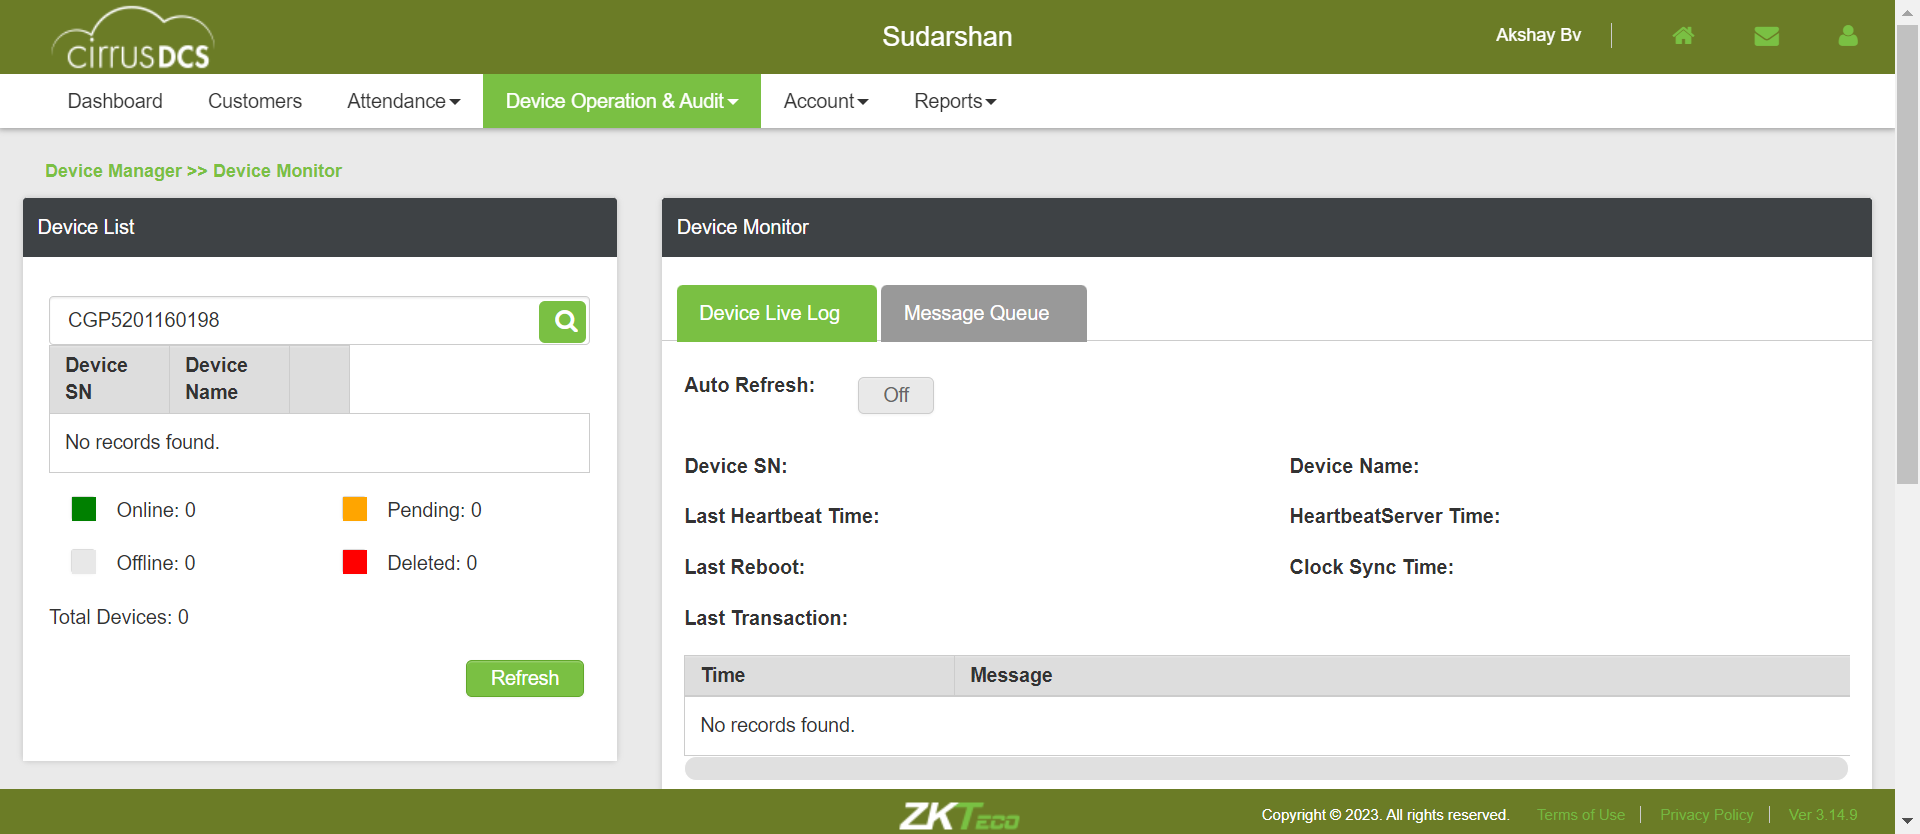 cirrusDCS
Sudarshan
Akshay Bv
Dashboard Customers Attendance Device Operation & Audit Account Reports
Device Manager >> Device Monitor
Device List
CGP5201160198
Device SN
Device Name
No records found.
Online: 0
Pending: 0
Offline: 0
Deleted: 0
Total Devices: 0
Refresh
Device Monitor
Device Live Log
Message Queue
Auto Refresh:
Off
Device SN:
Device Name:
Last Heartbeat Time:
HeartbeatServer Time:
Last Reboot:
Clock Sync Time:
Last Transaction:
Time
Message
No records found.
ZKTeco
Copyright © 2023. All rights reserved.
Terms of Use
Privacy Policy
Ver 3.14.9